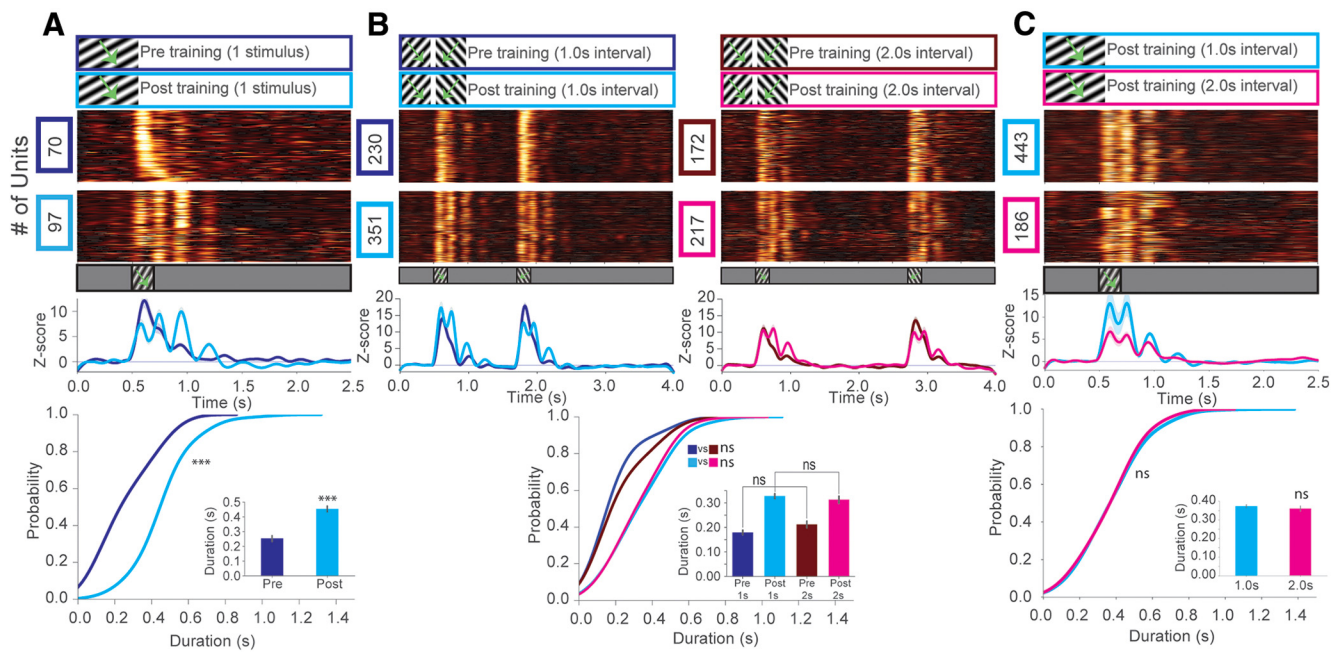 A
Pre training (1 stimulus)
Post training (1 stimulus)
# of Units
70
97
Z-score
10
5
0
0.0
0.5
1.0
1.5
2.0
2.5
Time (s)
Probability
1.0
0.8
0.6
0.4
0.2
0.0
***
Duration (s)
0.5
0.4
0.3
0.2
0.1
0.0
***
Pre
Post
0.0
0.2
0.4
0.6
0.8
1.0
1.2
1.4
Duration (s)
B
Pre training (1.0s interval)
Post training (1.0s interval)
230
351
Z-score
20
15
10
5
0
0.0
1.0
2.0
3.0
4.0
Time (s)
Pre training (2.0s interval)
Post training (2.0s interval)
172
217
Z-score
20
15
10
5
0
0.0
1.0
2.0
3.0
4.0
Time (s)
Probability
1.0
0.8
0.6
0.4
0.2
0.0
vs ns
vs ns
Duration (s)
0.30
0.20
0.10
0.00
ns
ns
Pre 1s
Post 1s
Pre 2s
Post 2s
0.0
0.2
0.4
0.6
0.8
1.0
1.2
1.4
Duration (s)
C
Post training (1.0s interval)
Post training (2.0s interval)
443
186
Z-score
15
10
5
0
0.0
0.5
1.0
1.5
2.0
2.5
Time (s)
Probability
1.0
0.8
0.6
0.4
0.2
0.0
ns
Duration (s)
0.40
0.30
0.20
0.10
0.00
ns
1.0s
2.0s
0.0
0.2
0.4
0.6
0.8
1.0
1.2
1.4
Duration (s)